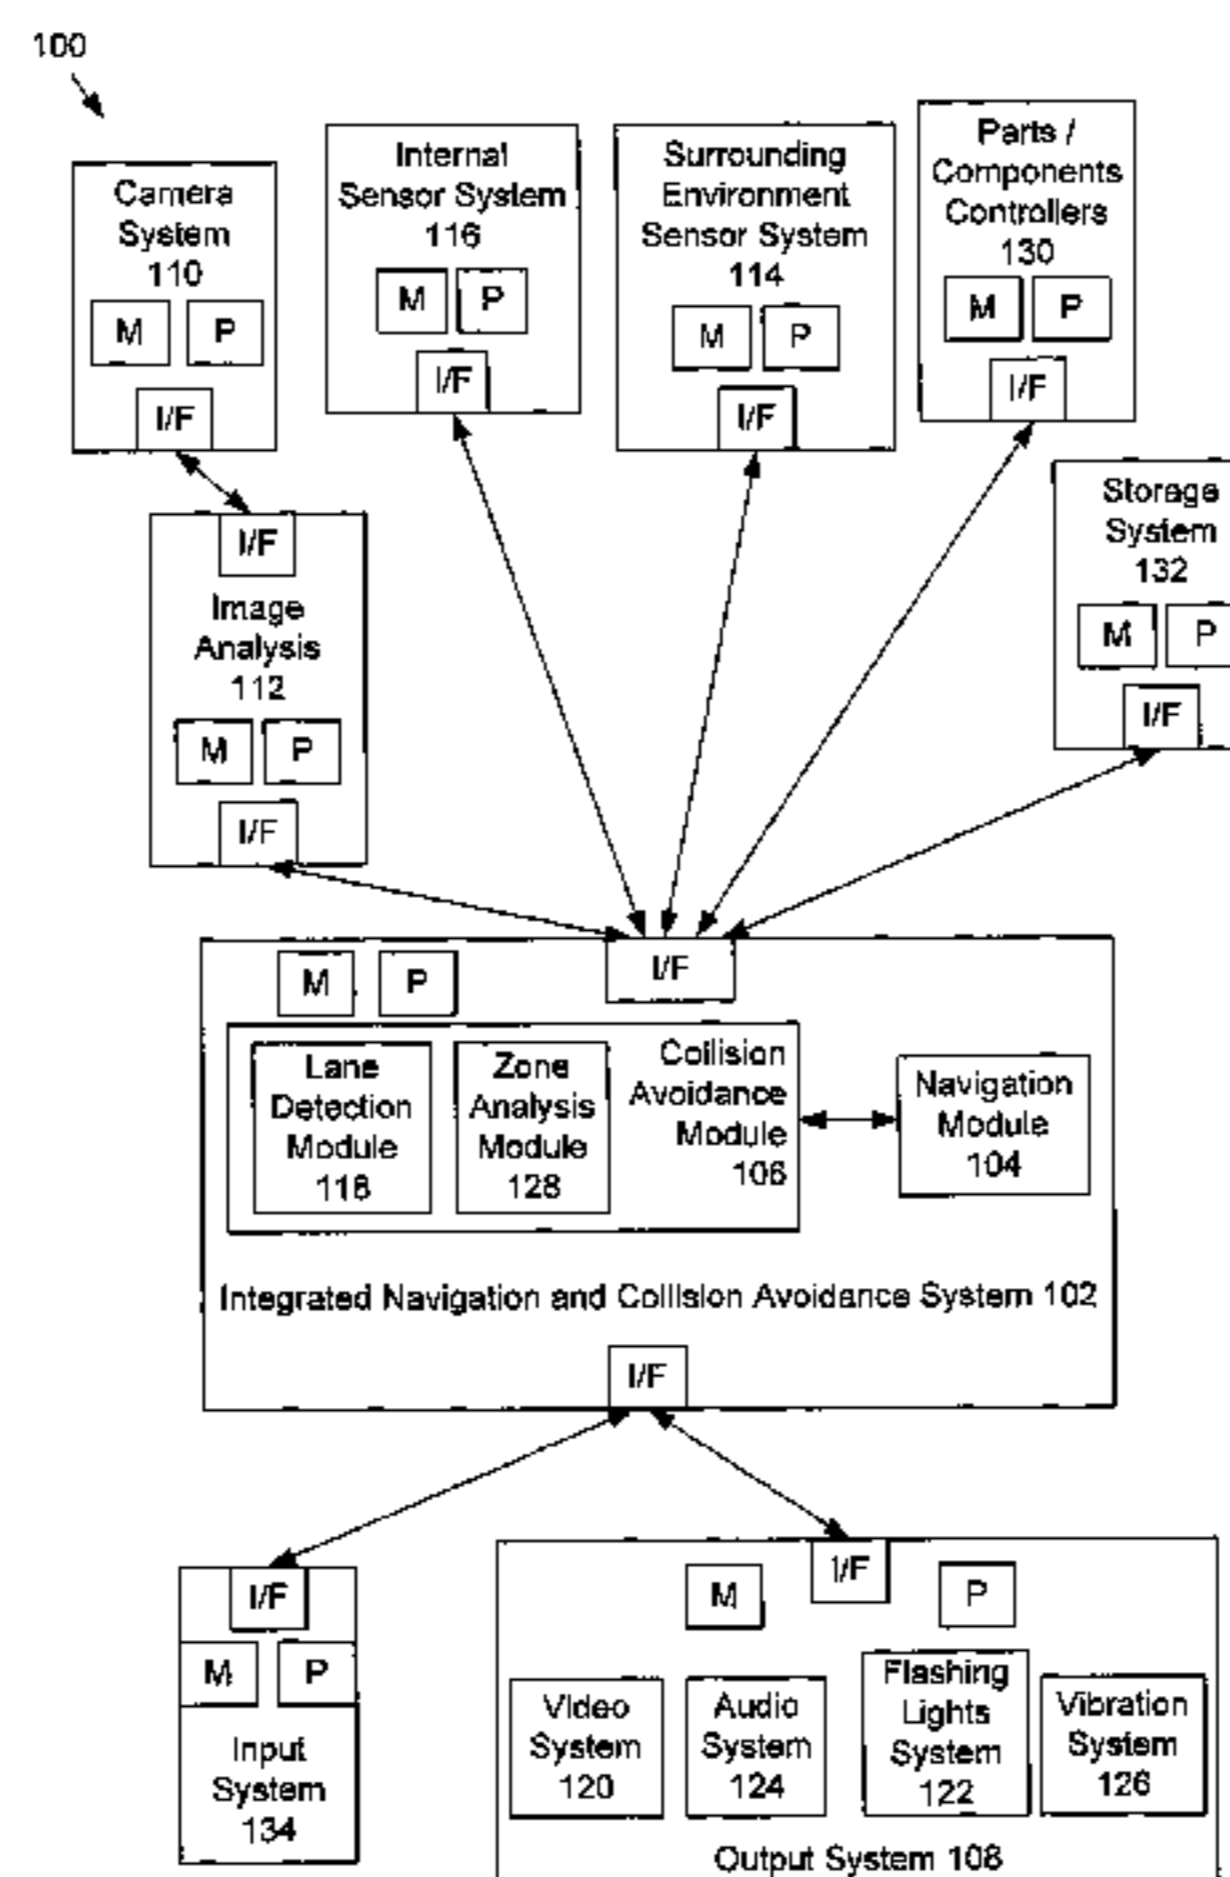 100
Camera
System
110
M P
I/F
Internal
Sensor System
116
M P
I/F
Surrounding
Environment
Sensor System
114
M P
I/F
Parts /
Components
Controllers
130
M P
I/F
Storage
System
132
M P
I/F
I/F
Image
Analysis
112
M P
I/F
M P
I/F
Lane
Detection
Module
118
Zone
Analysis
Module
128
Collision
Avoidance
Module
106
Navigation
Module
104
Integrated Navigation and Collision Avoidance System 102
I/F
I/F
M P
Input
System
134
M
I/F
P
Video
System
120
Audio
System
124
Flashing
Lights
System
122
Vibration
System
126
Output System 108